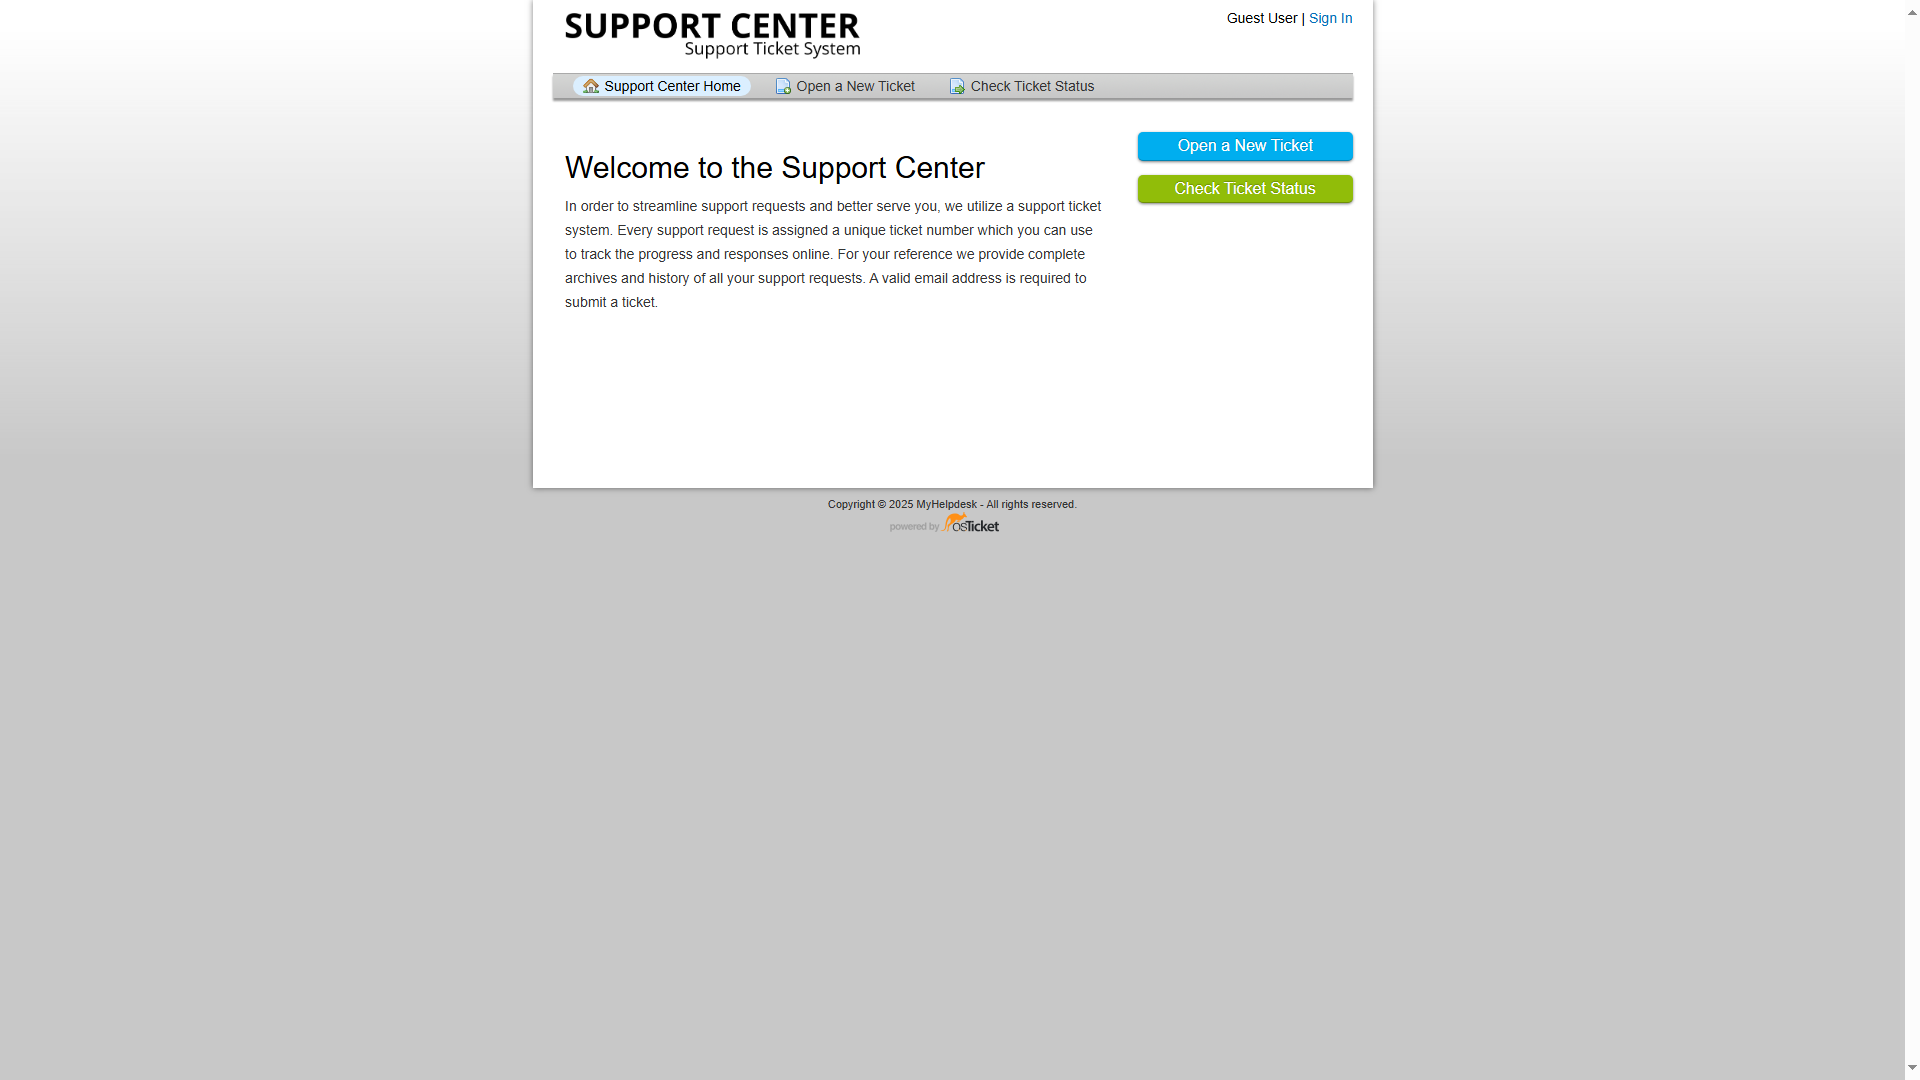 SUPPORT CENTER
Support Ticket System
Guest User | Sign In
Support Center Home
Open a New Ticket
Check Ticket Status
Open a New Ticket
Check Ticket Status
Welcome to the Support Center
In order to streamline support requests and better serve you, we utilize a support ticket
system. Every support request is assigned a unique ticket number which you can use
to track the progress and responses online. For your reference we provide complete
archives and history of all your support requests. A valid email address is required to
submit a ticket.
Copyright © 2025 MyHelpdesk - All rights reserved.
powered by osTicket